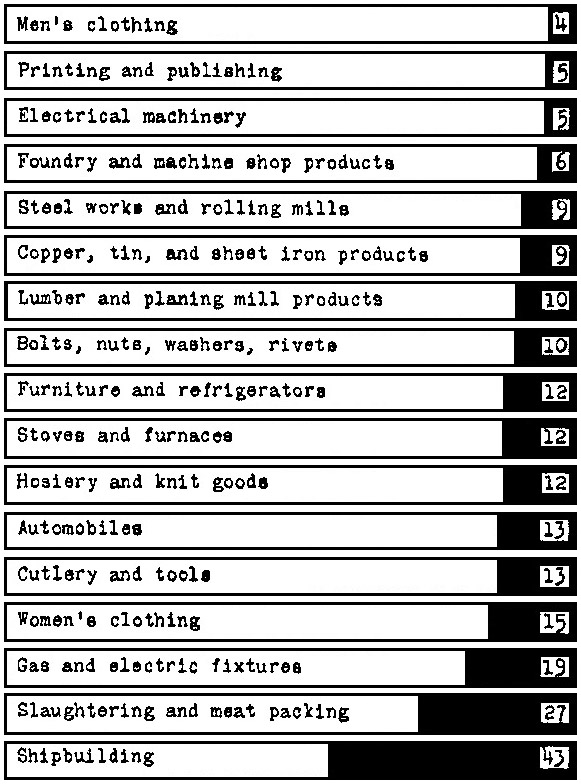 Men's clothing 4
Printing and publishing 5
Electrical machinery 5
Foundry and machine shop products 6
Steel works and rolling mills 9
Copper, tin, and sheet iron products 9
Lumber and planing mill products 10
Bolts, nuts, washers, rivets 10
Furniture and refrigerators 12
Stoves and furnaces 12
Hosiery and knit goods 12
Automobiles 13
Cutlery and tools 13
Women's clothing 15
Gas and electric fixtures 19
Slaughtering and meat packing 27
Shipbuilding 43